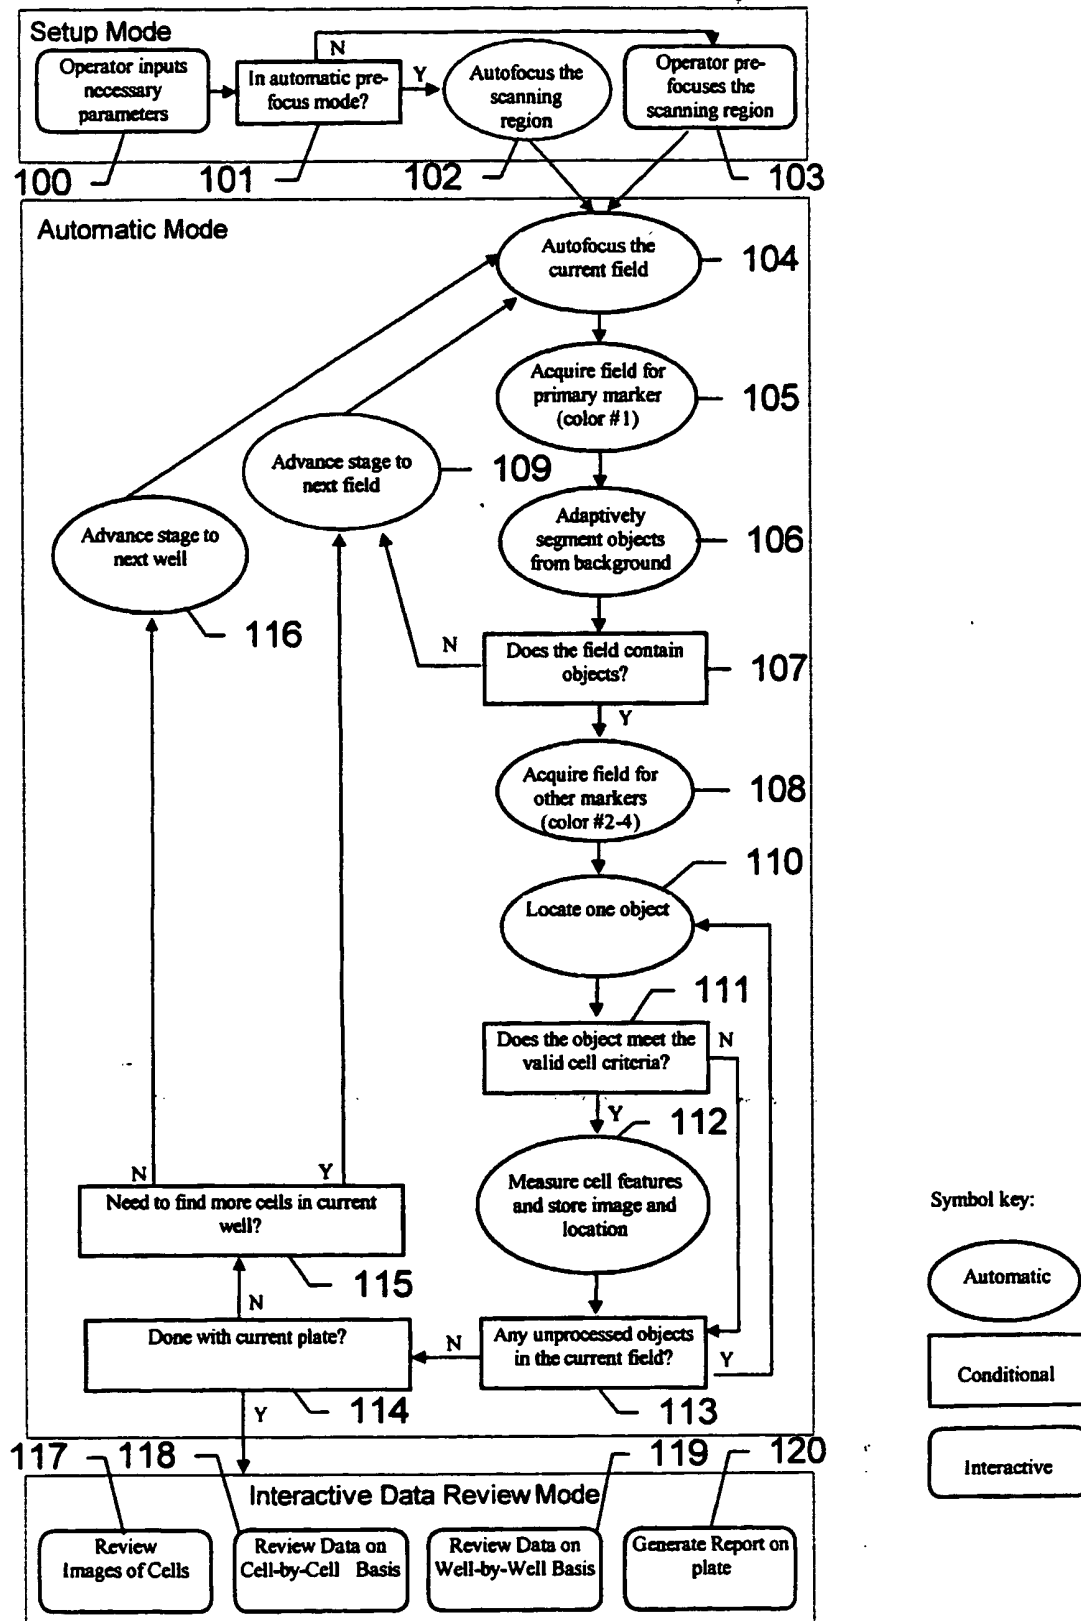 Setup Mode
Operator inputs
necessary
parameters
In automatic pre-
focus mode?
N
Y
Autofocus the
scanning
region
Operator pre-
focuses the
scanning region
100
101
102
103
Automatic Mode
Autofocus the
current field
104
Acquire field for
primary marker
(color #1)
105
Advance stage to
next field
109
Adaptively
segment objects
from background
106
Advance stage to
next well
116
Does the field contain
objects?
107
N
Y
Acquire field for
other markers
(color #2-4)
108
110
Locate one object
111
Does the object meet the
valid cell criteria?
N
Y
112
Measure cell features
and store image and
location
N
Y
Need to find more cells in current
well?
115
N
Done with current plate?
114
Y
N
Any unprocessed objects
in the current field?
Y
113
Symbol key:
Automatic
Conditional
Interactive
117
118
119
120
Interactive Data Review Mode
Review
Images of Cells
Review Data on
Cell-by-Cell Basis
Review Data on
Well-by-Well Basis
Generate Report on
plate